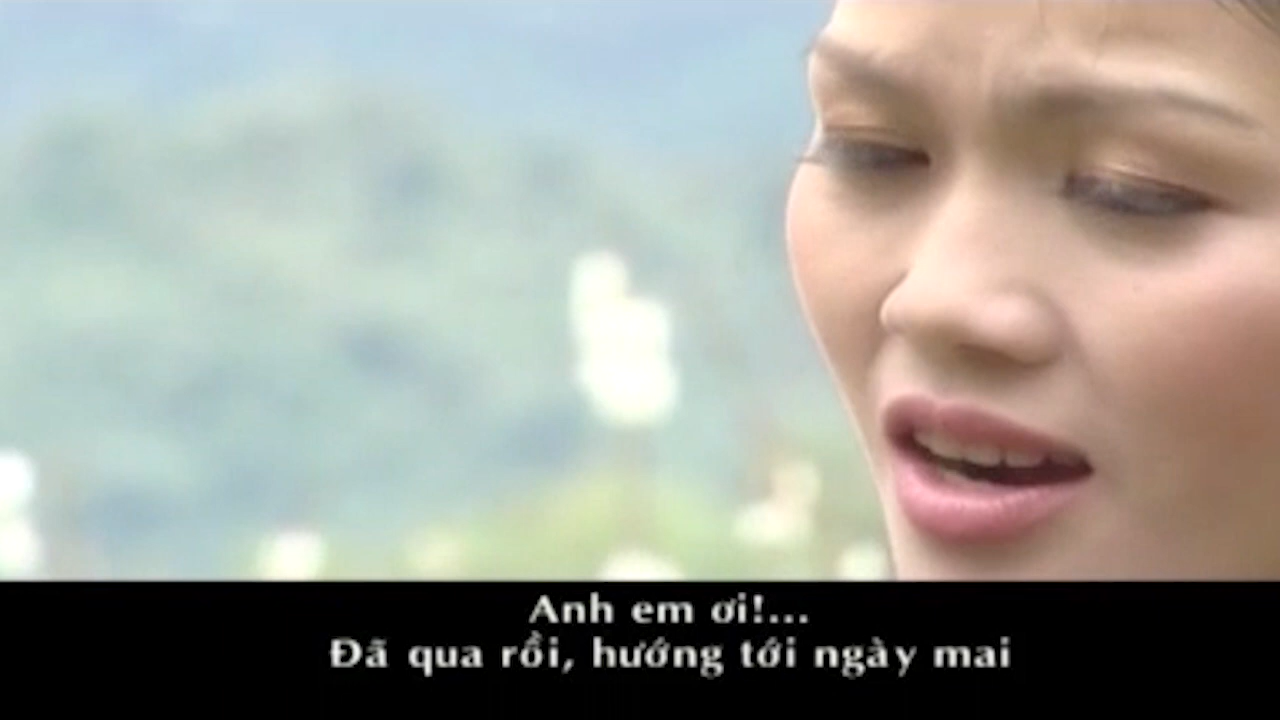 Anh em ơi!...
Đã qua rồi, hướng tới ngày mai